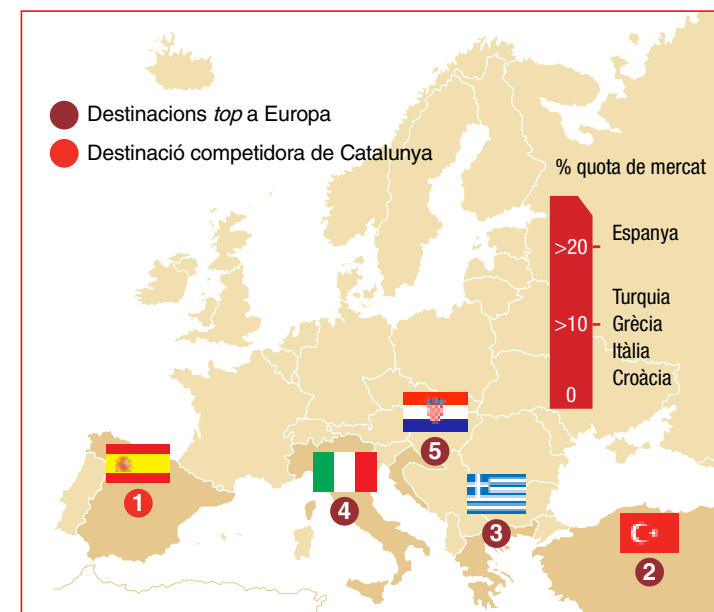 Destinacions top a Europa
Destinació competidora de Catalunya
% quota de mercat
>20
Espanya
>10
Turquia
Grècia
Itàlia
Croàcia
0
5
1
4
3
2